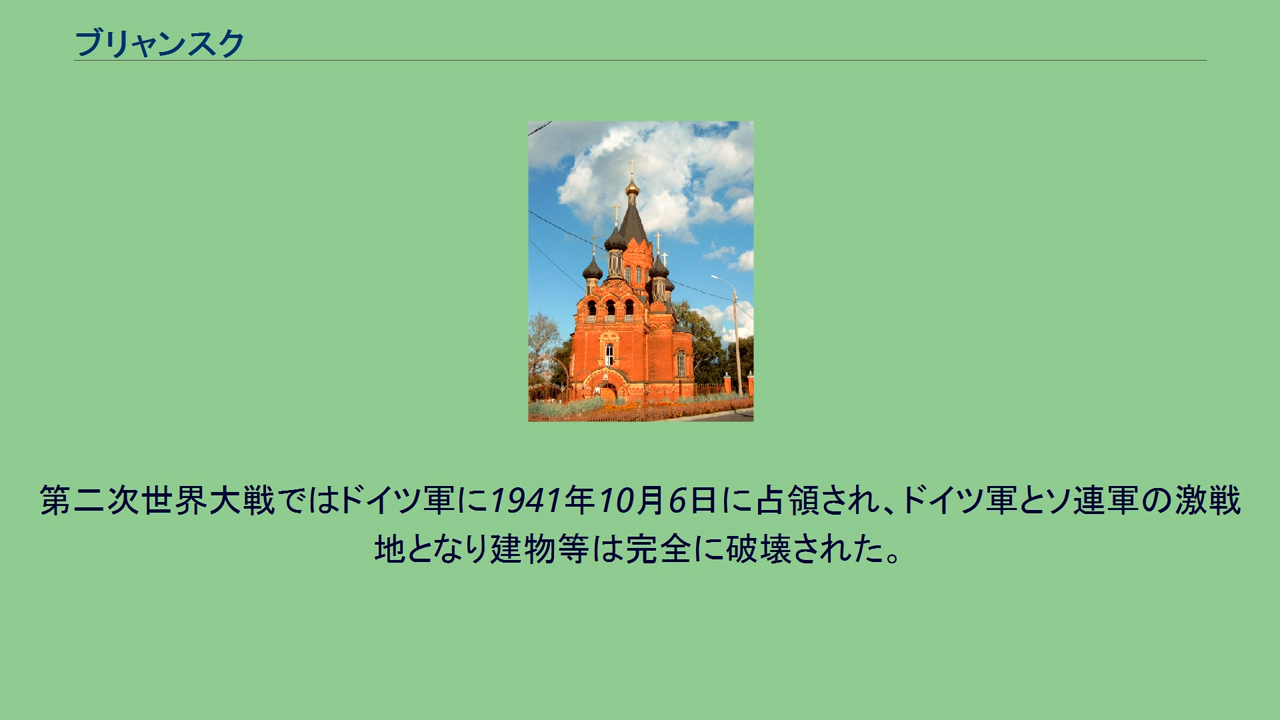 ブリャンスク
第二次世界大戦ではドイツ軍に1941年10月6日に占領され、ドイツ軍とソ連軍の激戦
地となり建物等は完全に破壊された。